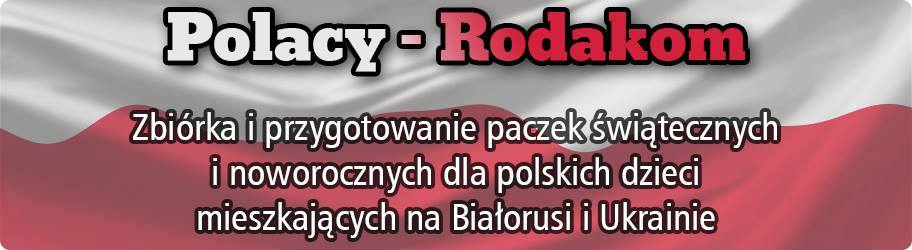 Polacy - Rodakom
Zbiórka i przygotowanie paczek świątecznych
i noworocznych dla polskich dzieci
mieszkających na Białorusi i Ukrainie